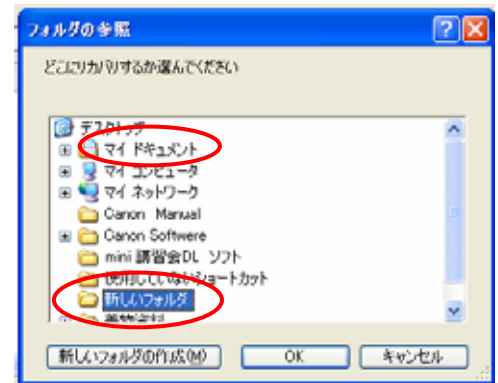 フォルダの参照
どこにリカバリするか選んでください
デスクトップ
マイ ドキュメント
マイ コンピュータ
マイ ネットワーク
Canon Manual
Canon Softwere
mini 講習会DL ソフト
使用していないショートカット
新しいフォルダ
新しいフォルダの作成(M)
OK
キャンセル